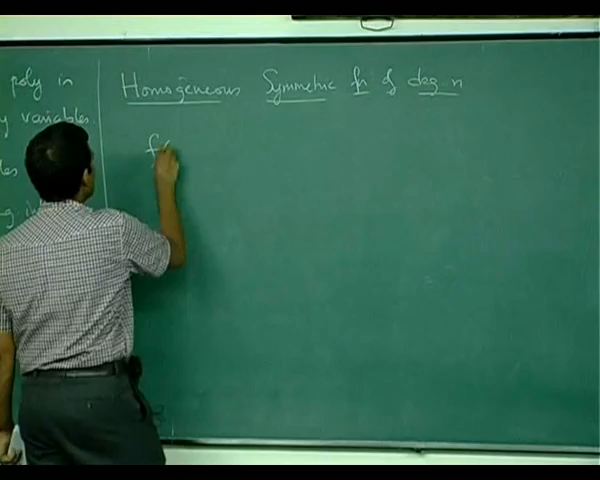 poly in
y variables
Homogeneous Symmetric fn of deg n
f